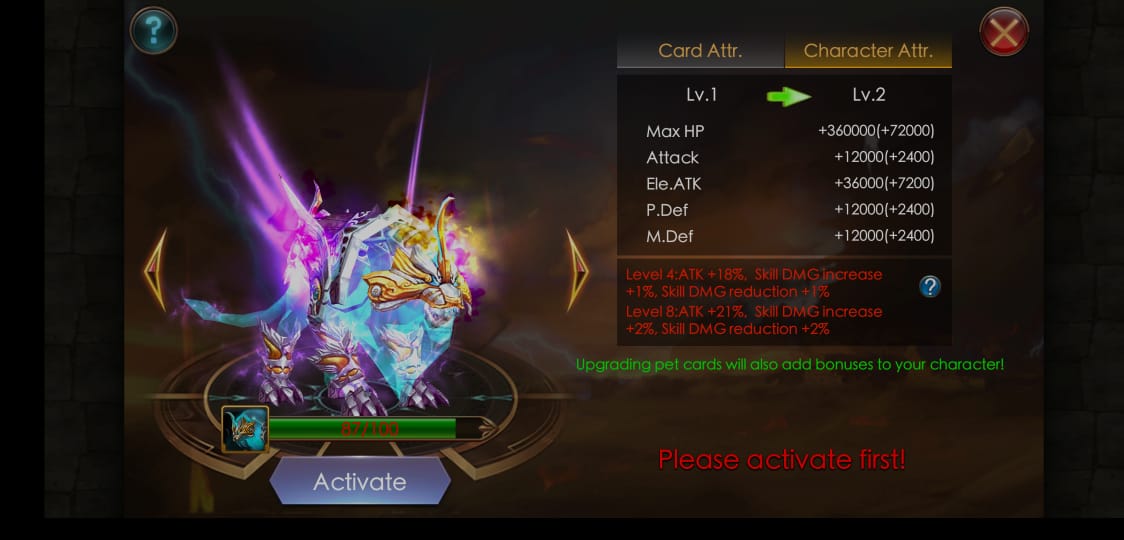 ?
Card Attr. Character Attr.
Lv.1 Lv.2
Max HP +360000(+72000)
Attack +12000(+2400)
Ele.ATK +36000(+7200)
P.Def +12000(+2400)
M.Def +12000(+2400)
Level 4:ATK +18%, Skill DMG increase
+1%, Skill DMG reduction +1%
?
Level 8:ATK +21%, Skill DMG increase
+2%, Skill DMG reduction +2%
Upgrading pet cards will also add bonuses to your character!
87/100
Activate
Please activate first!